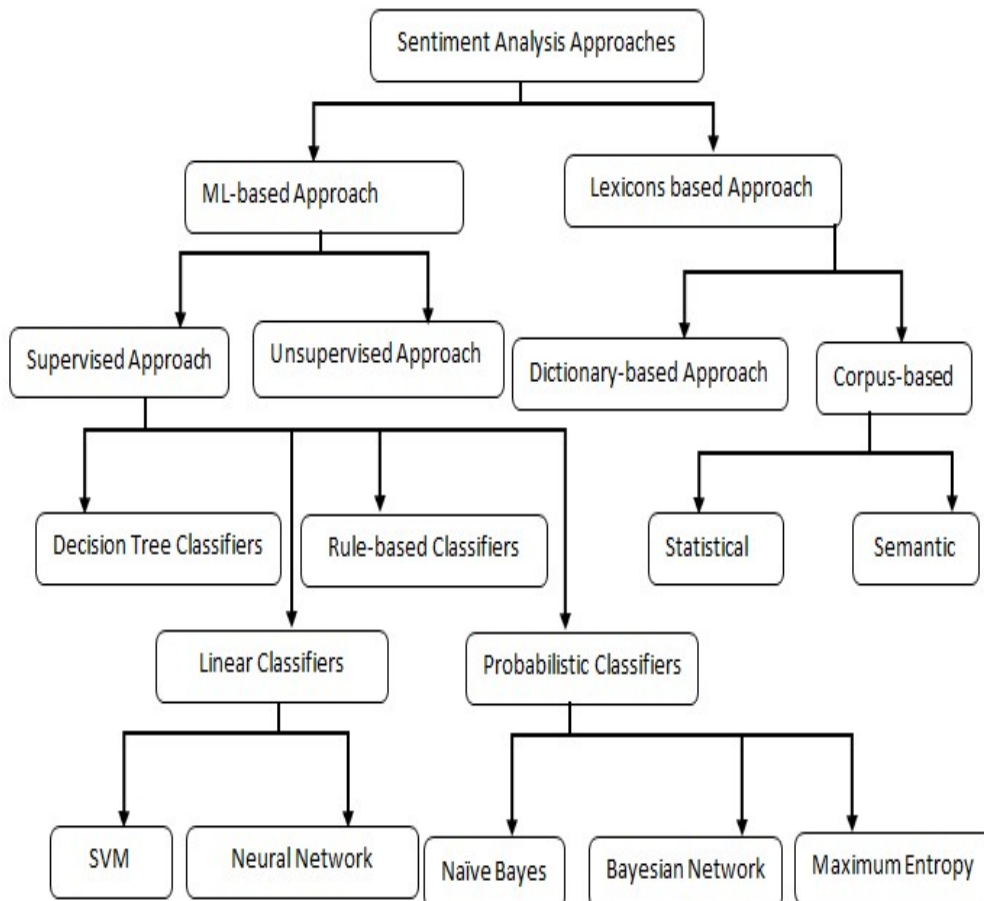 Sentiment Analysis Approaches
ML-based Approach
Lexicons based Approach
Supervised Approach
Unsupervised Approach
Dictionary-based Approach
Corpus-based
Decision Tree Classifiers
Rule-based Classifiers
Statistical
Semantic
Linear Classifiers
Probabilistic Classifiers
SVM
Neural Network
Naïve Bayes
Bayesian Network
Maximum Entropy